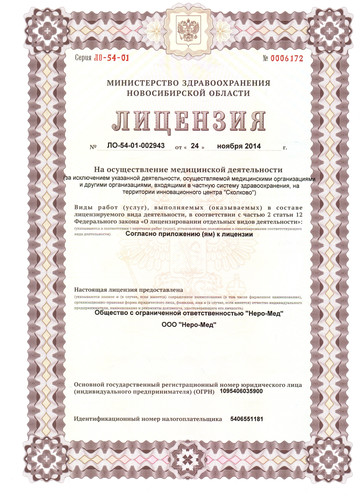 Серия ЛО-54-01
№ 0006172
МИНИСТЕРСТВО ЗДРАВООХРАНЕНИЯ
НОВОСИБИРСКОЙ ОБЛАСТИ
ЛИЦЕНЗИЯ
№ ЛО-54-01-002943 от « 24 » ноября 2014 г.
На осуществление медицинской деятельности
(за исключением указанной деятельности, осуществляемой медицинскими организациями
и другими организациями, входящими в частную систему здравоохранения, на
территории инновационного центра "Сколково")
Виды работ (услуг), выполняемых (оказываемых) в составе
лицензируемого вида деятельности, в соответствии с частью 2 статьи 12
Федерального закона «О лицензировании отдельных видов деятельности»:
Согласно приложению (ям) к лицензии
Настоящая лицензия предоставлена
Общество с ограниченной ответственностью "Неро-Мед"
ООО "Неро-Мед"
Основной государственный регистрационный номер юридического лица
(индивидуального предпринимателя) (ОГРН) 1095406035900
Идентификационный номер налогоплательщика 5406551181